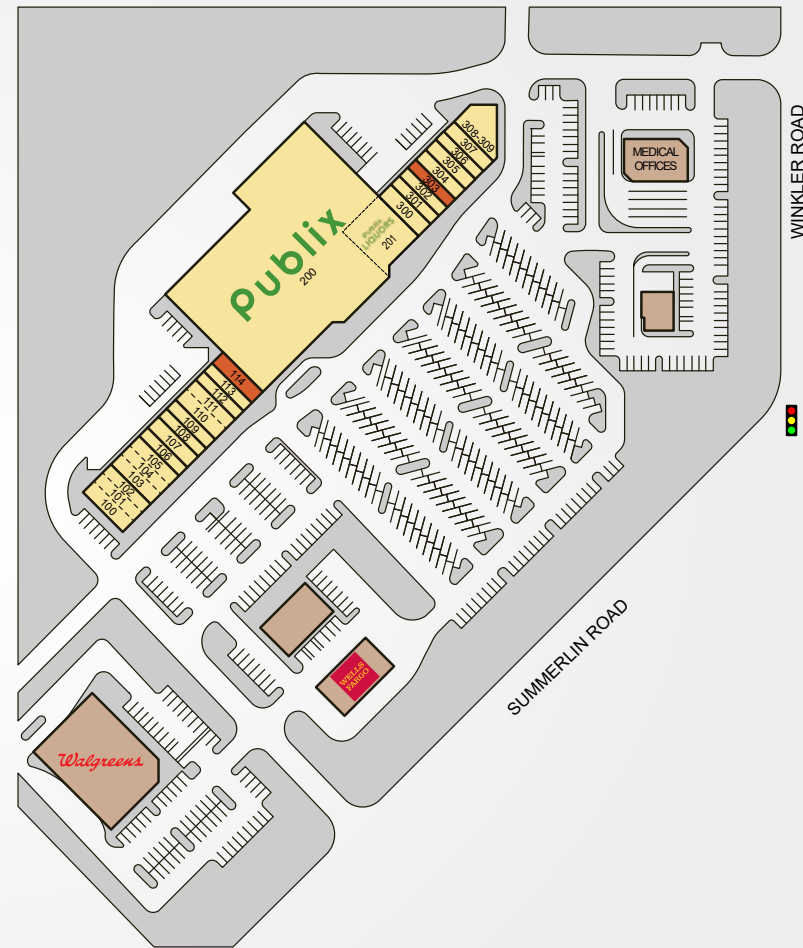 308-309
307
306
305
304
303
302
301
300
MEDICAL
OFFICES
WINKLER ROAD
Publix
200
Publix
LIQUORS
201
114
113
112
111
110
109
108
107
106
105
104
103
102
101
100
WELLS
FARGO
SUMMERLIN ROAD
Walgreens